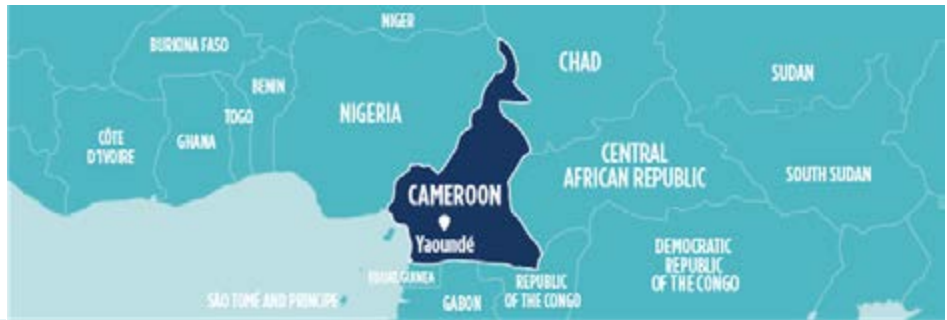 NIGER
BURKINA FASO
CHAD
SUDAN
BENIN
NIGERIA
TOGO
CÔTE
D'IVOIRE
GHANA
CENTRAL
AFRICAN REPUBLIC
SOUTH SUDAN
CAMEROON
Yaoundé
DEMOCRATIC
REPUBLIC
OF THE CONGO
GUINEA
REPUBLIC
OF THE CONGO
SÃO TOMÉ AND PRINCIPE
GABON